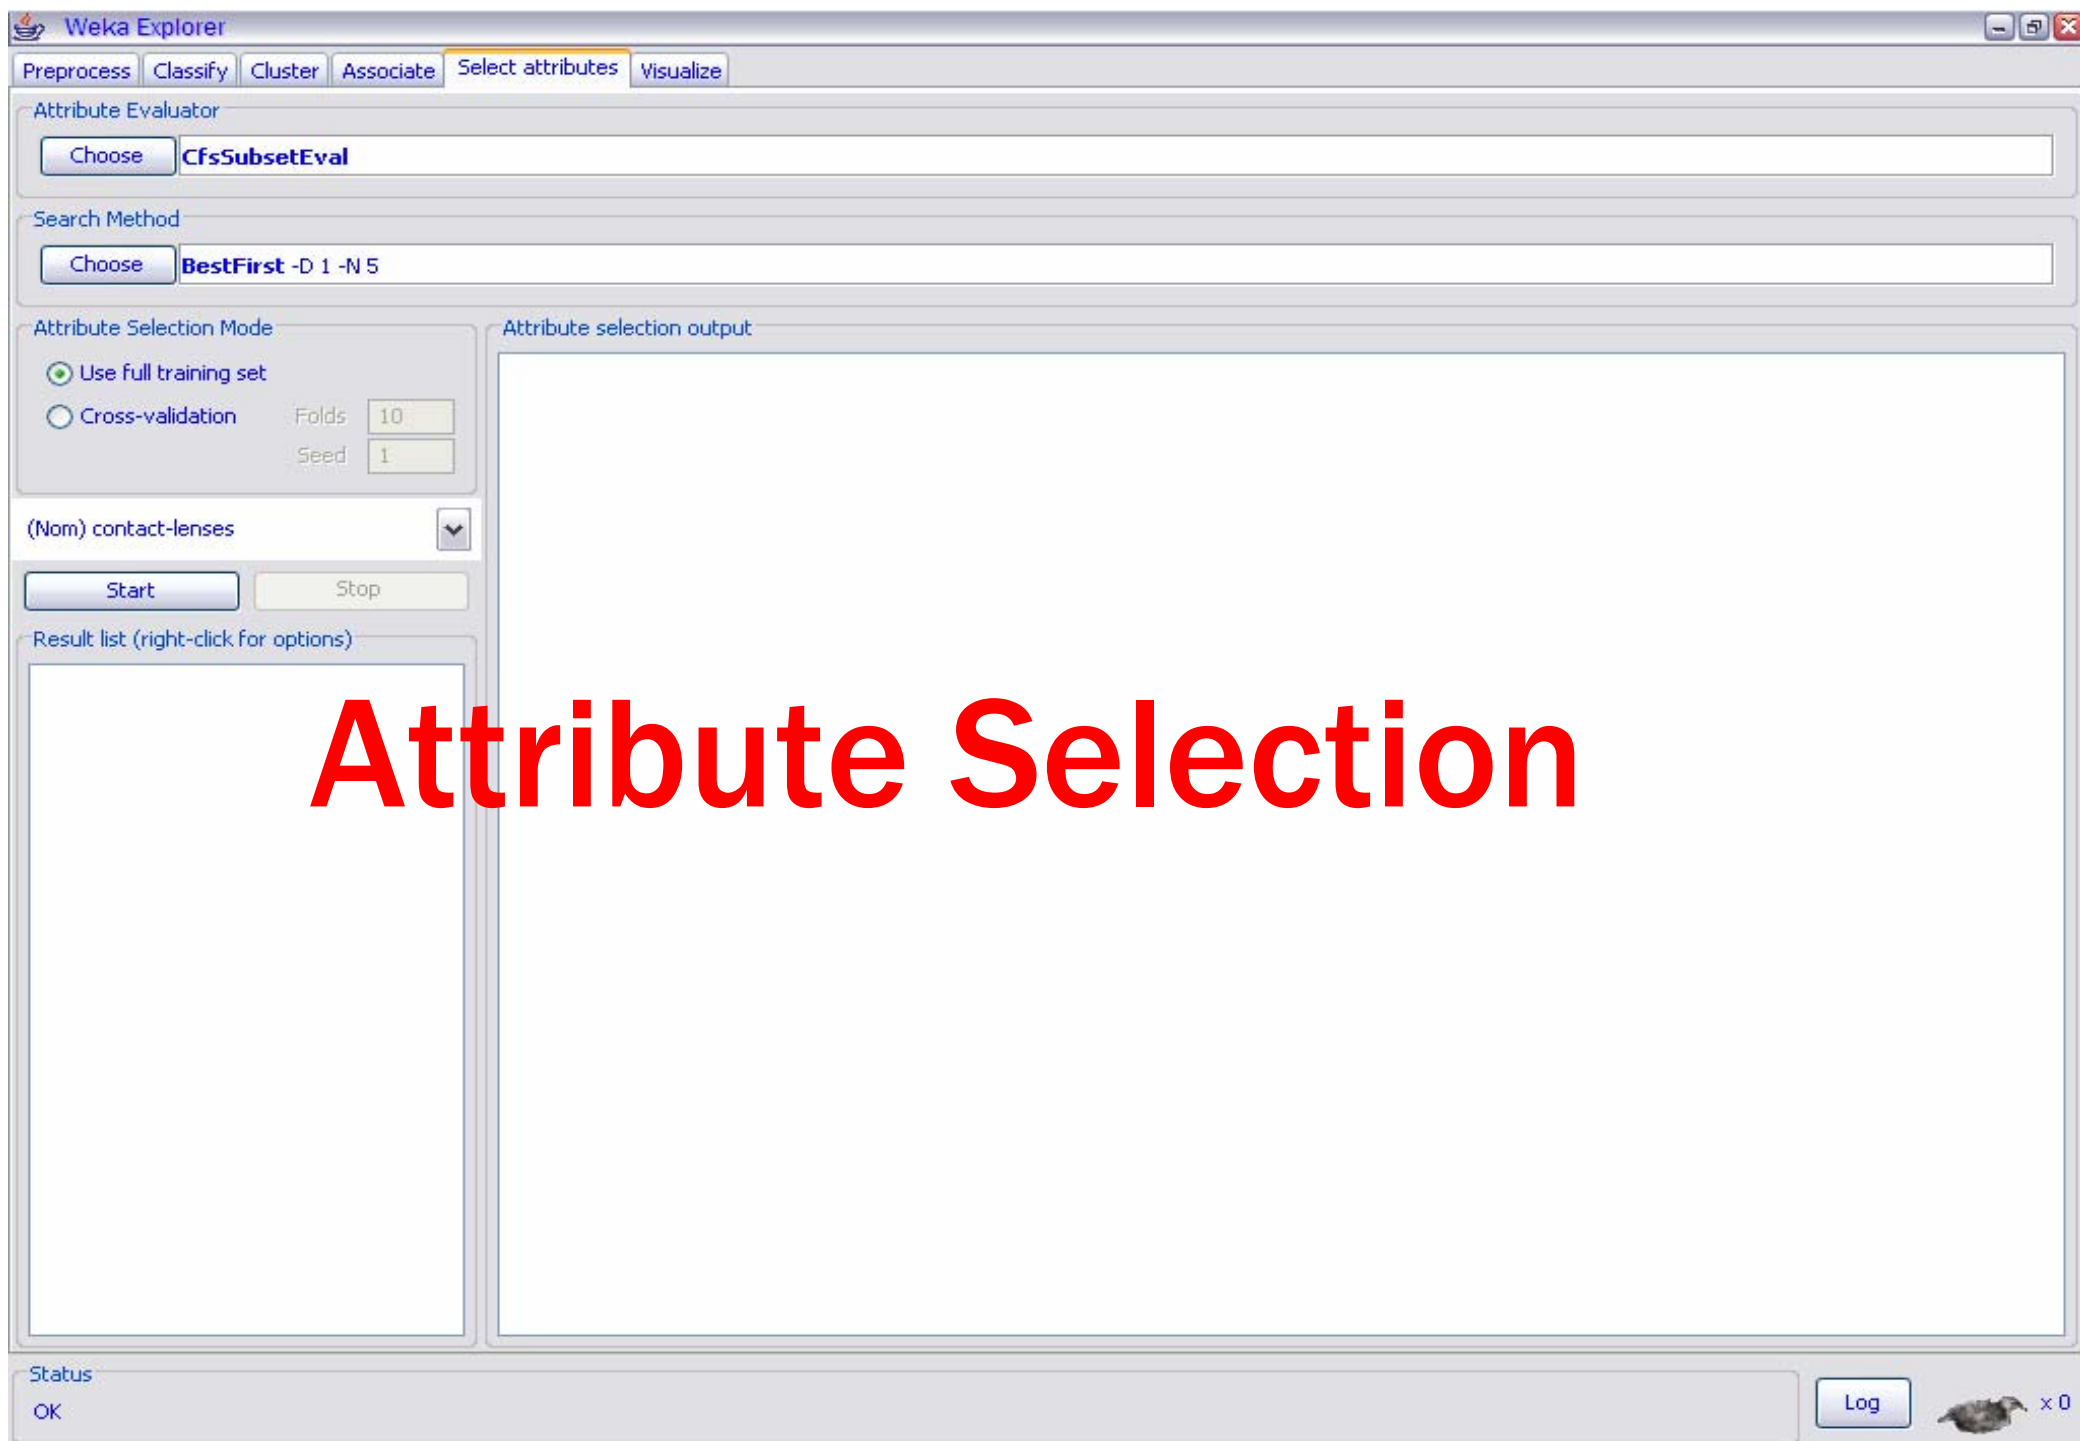 Weka Explorer
Preprocess Classify Cluster Associate Select attributes Visualize
Attribute Evaluator
Choose CfsSubsetEval
Search Method
Choose BestFirst -D 1 -N 5
Attribute Selection Mode
Use full training set
Cross-validation Folds 10
Seed 1
(Nom) contact-lenses
Start Stop
Result list (right-click for options)
Attribute selection output
Attribute Selection
Status
OK
Log x 0